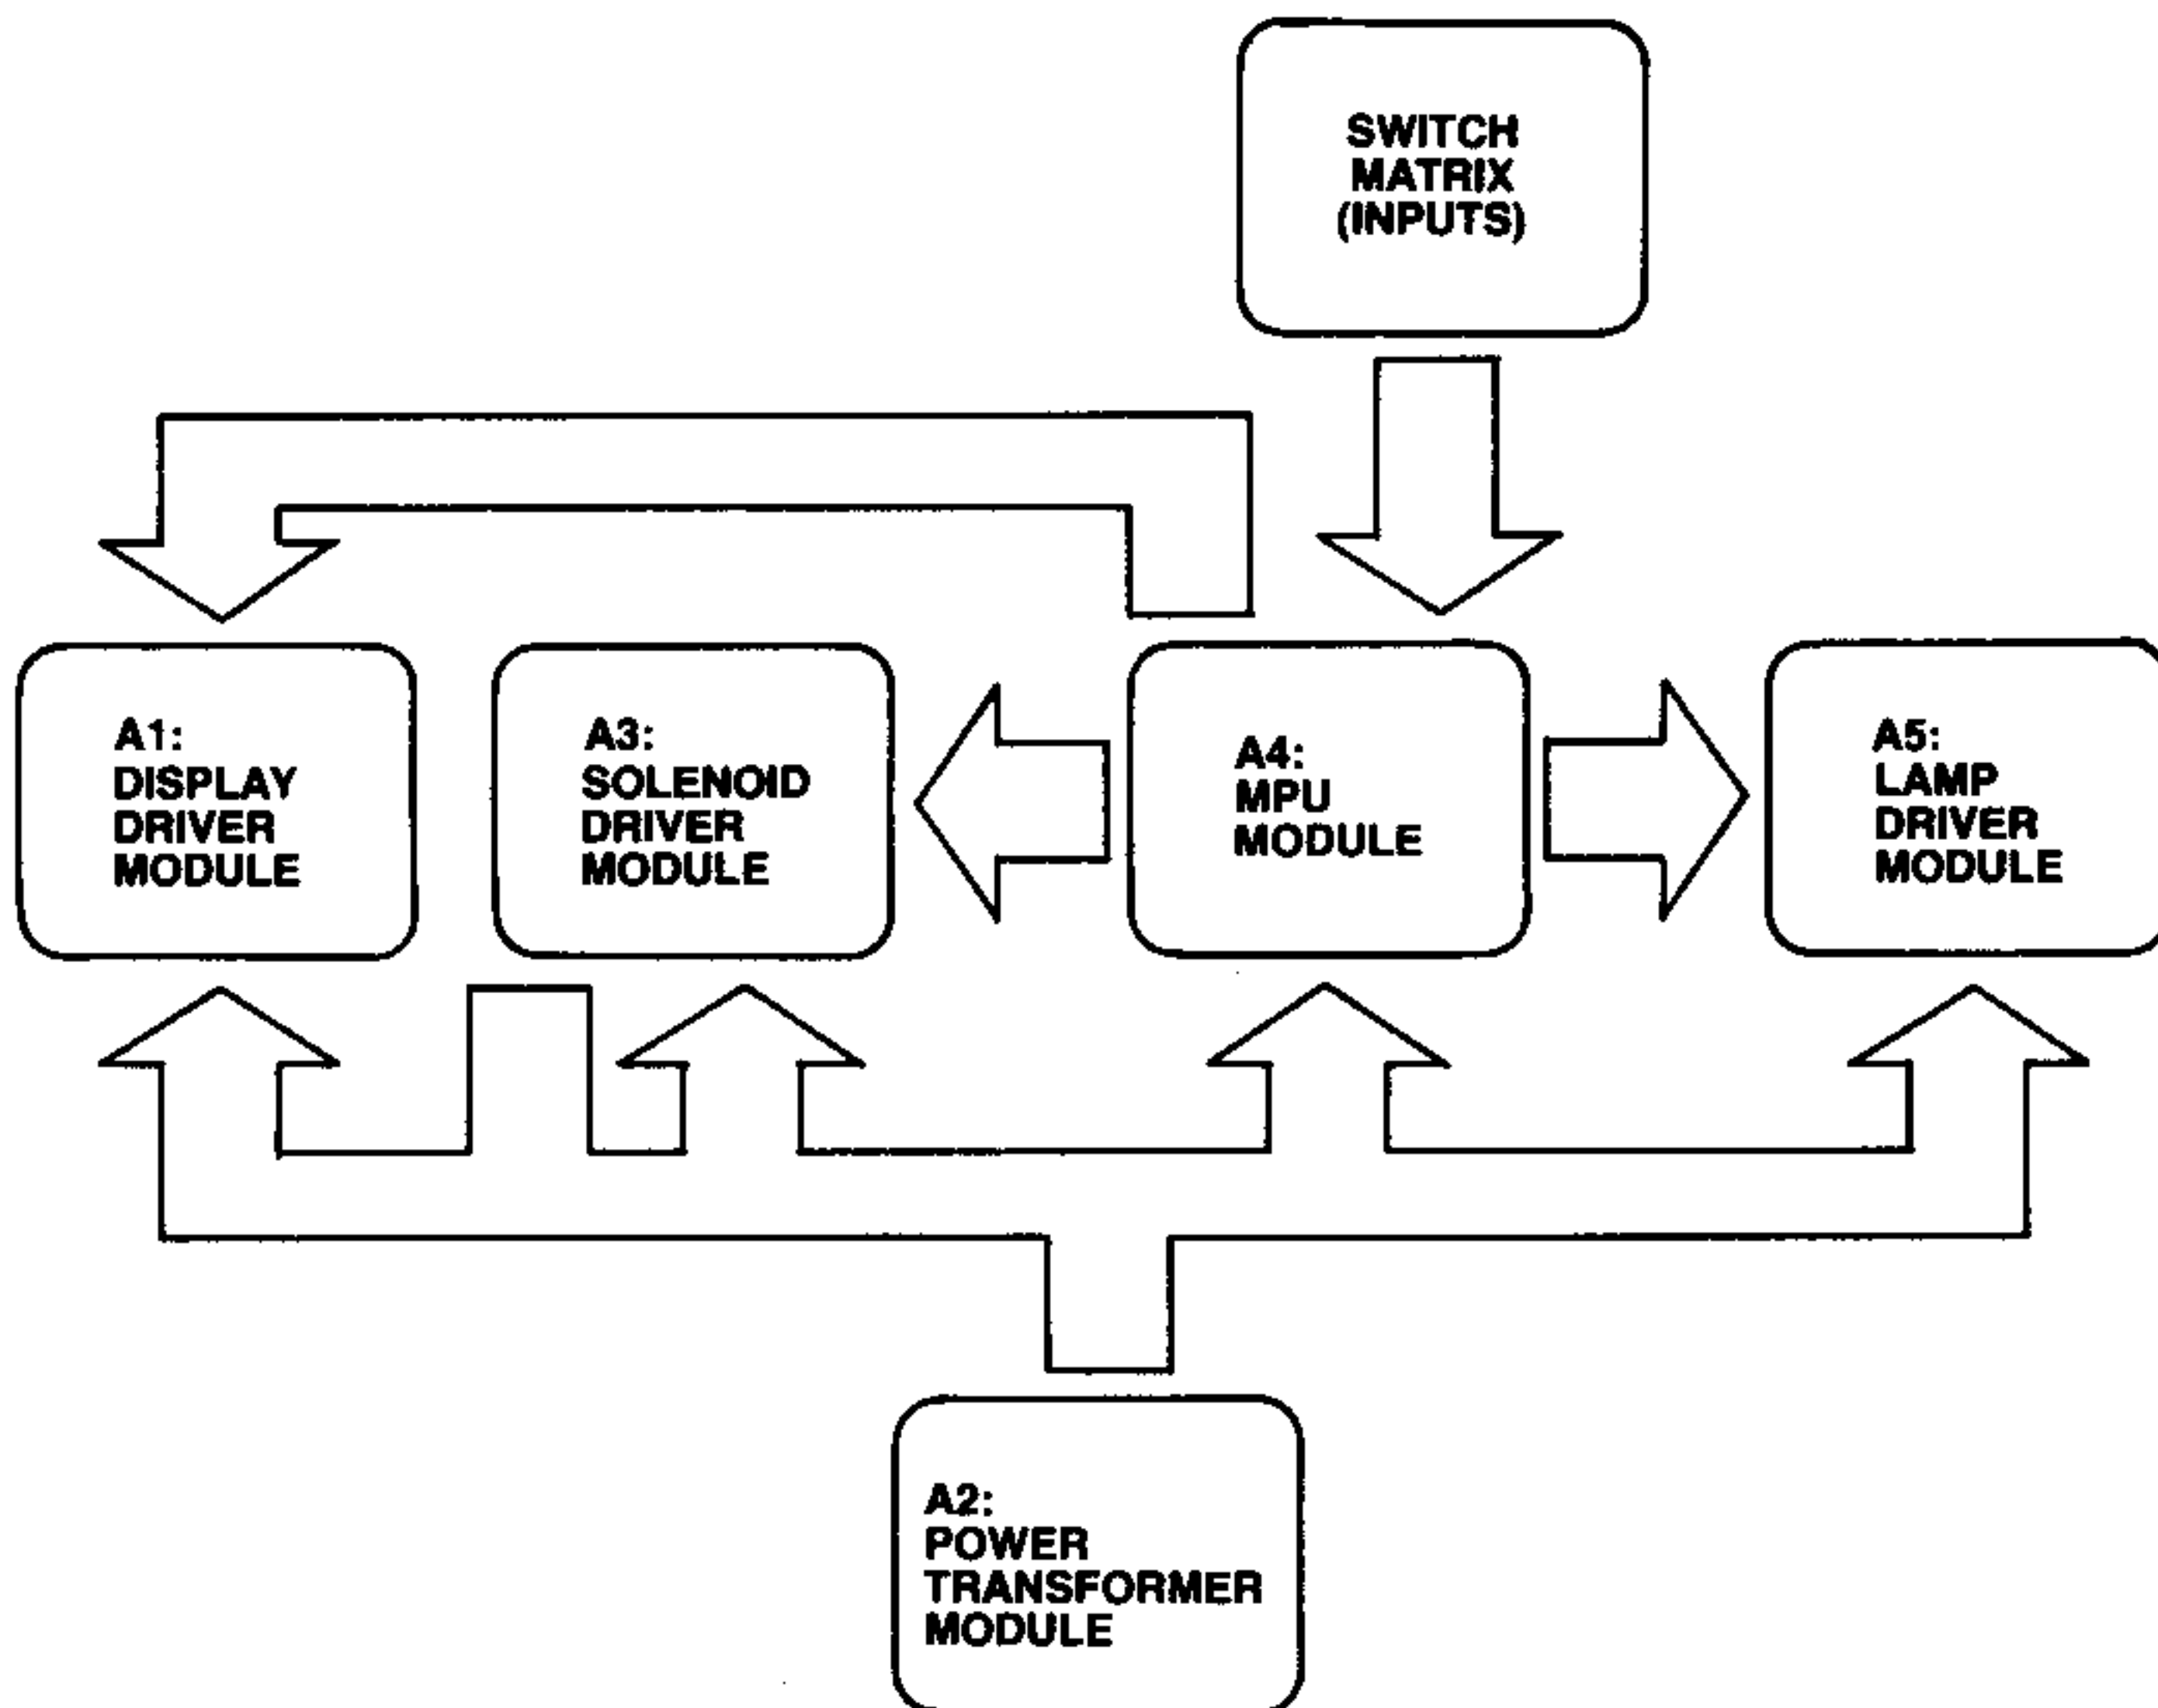 SWITCH
MATRIX
(INPUTS)
A1:
DISPLAY
DRIVER
MODULE
A3:
SOLENOID
DRIVER
MODULE
A4:
MPU
MODULE
A5:
LAMP
DRIVER
MODULE
A2:
POWER
TRANSFORMER
MODULE